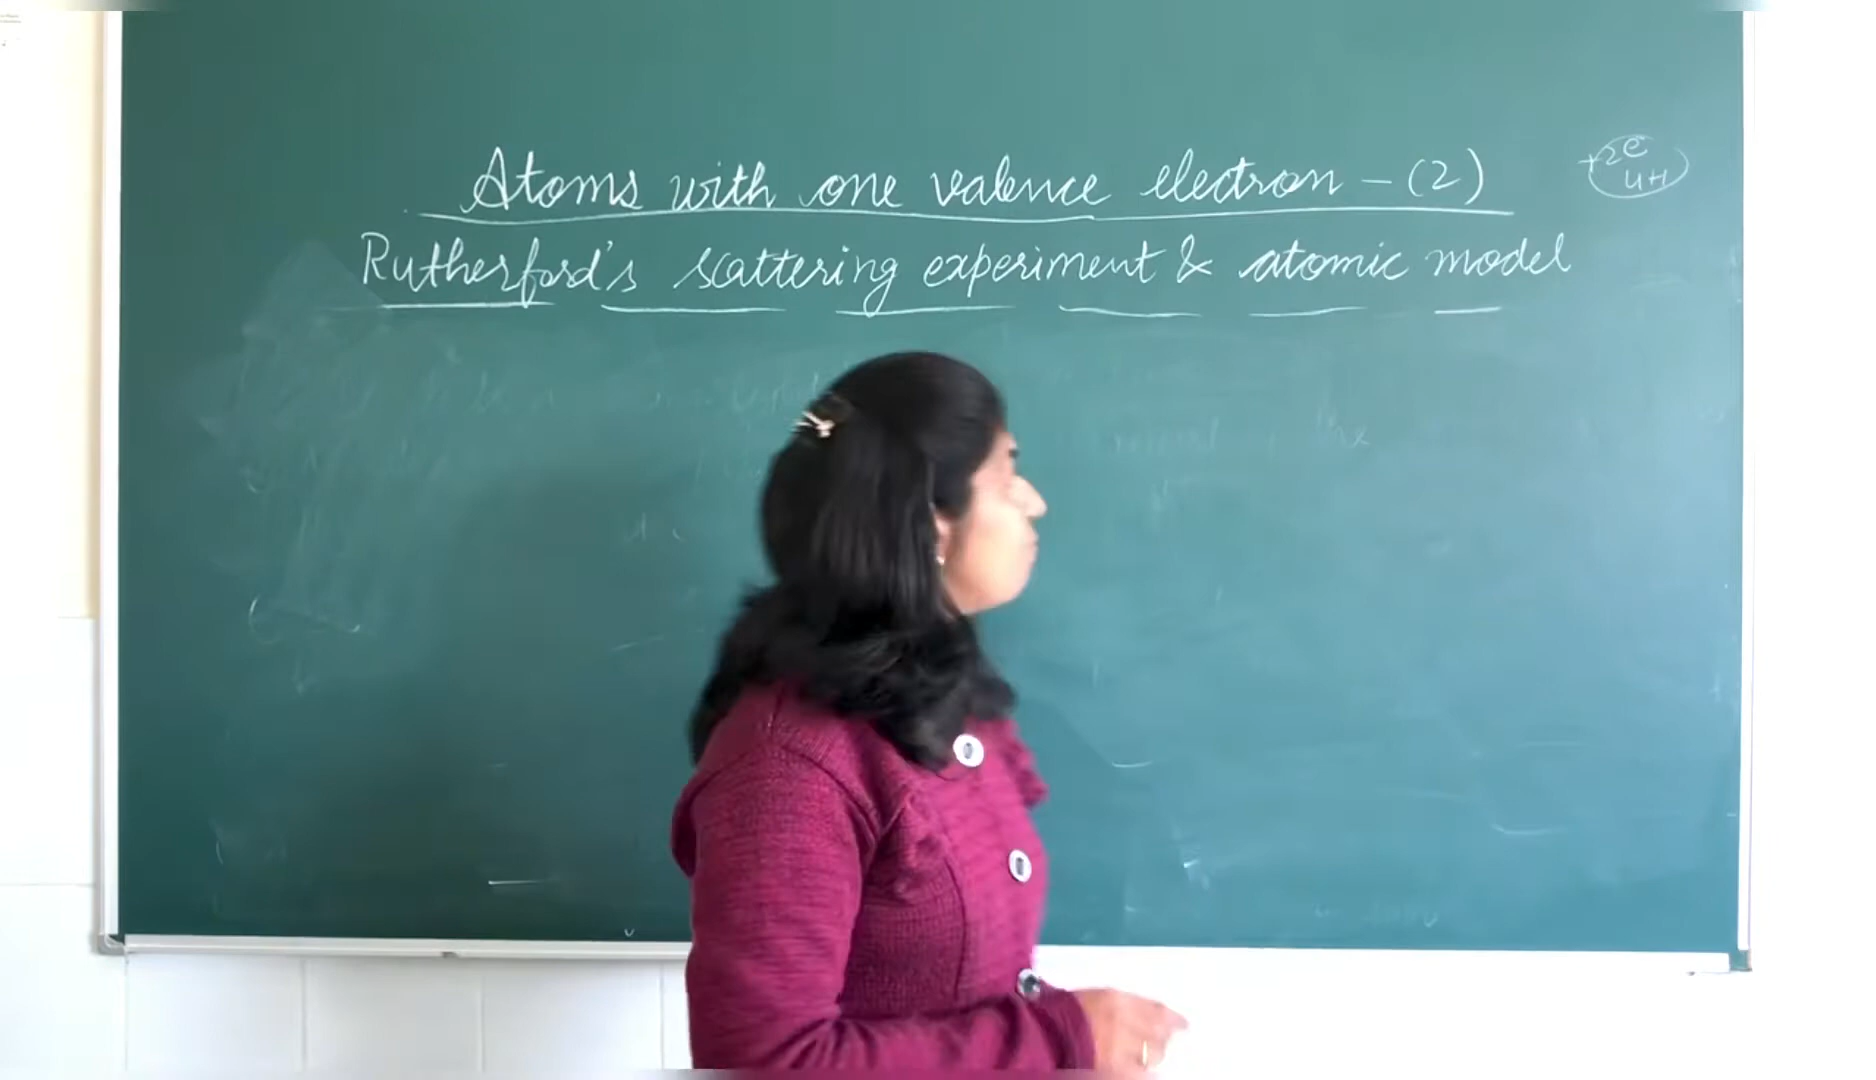 Atoms with one valence electron - (2)
Rutherford's scattering experiment & atomic model
+2e
4H